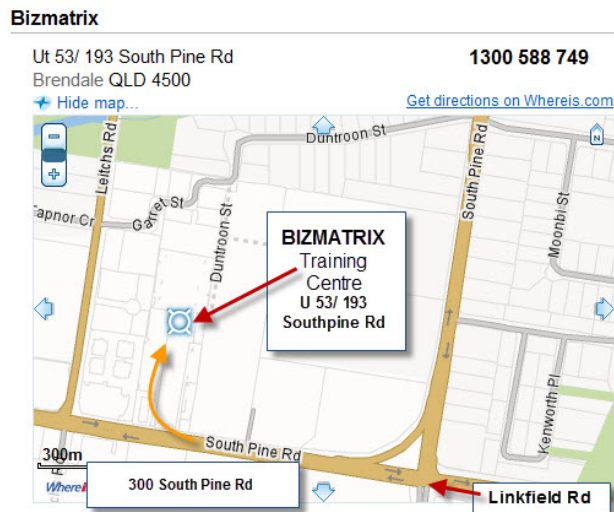 Bizmatrix
Ut 53/ 193 South Pine Rd
1300 588 749
Brendale QLD 4500
Hide map...
Get directions on Whereis.com
Duntroon St
N
Leitchs Rd
South Pine Rd
Tapnor Cr
Garret St
Duntroon St
Moonbi St
BIZMATRIX
Training
Centre
U 53/ 193
Southpine Rd
Kenworth Pl
South Pine Rd
300m
300 South Pine Rd
Linkfield Rd